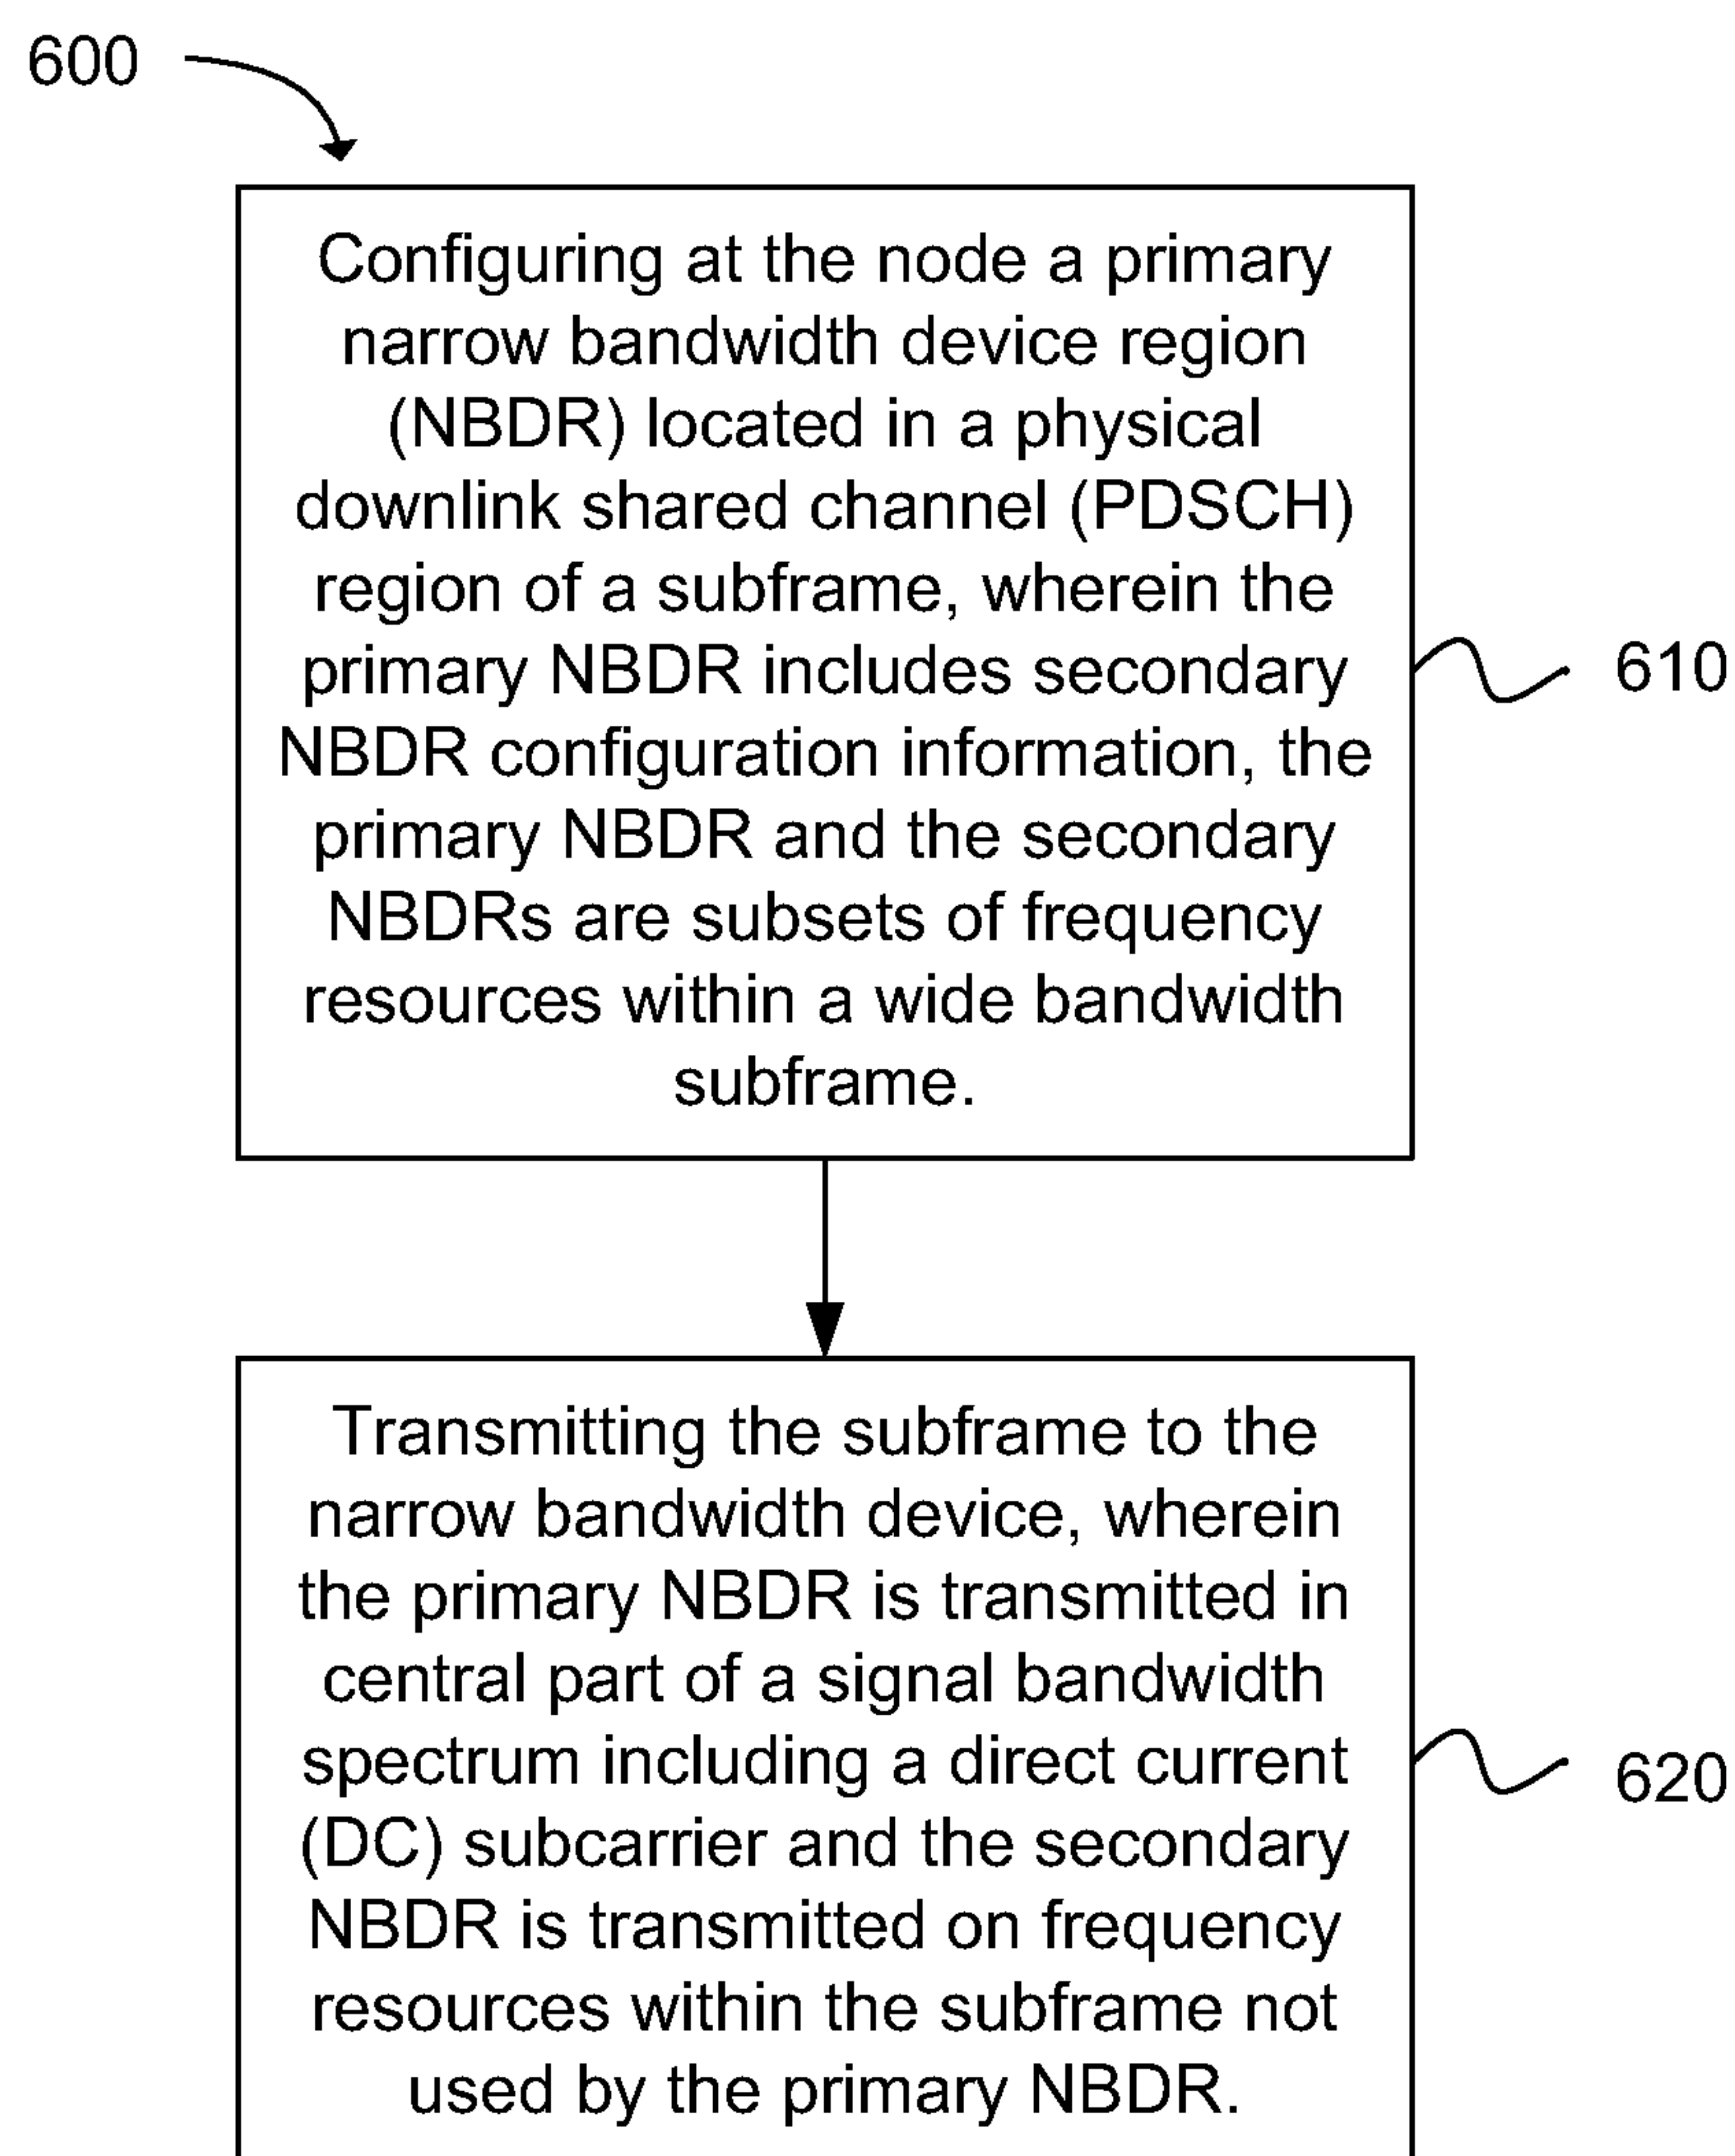 600
Configuring at the node a primary
narrow bandwidth device region
(NBDR) located in a physical
downlink shared channel (PDSCH)
region of a subframe, wherein the
primary NBDR includes secondary
NBDR configuration information, the
primary NBDR and the secondary
NBDRs are subsets of frequency
resources within a wide bandwidth
subframe.
610
Transmitting the subframe to the
narrow bandwidth device, wherein
the primary NBDR is transmitted in
central part of a signal bandwidth
spectrum including a direct current
(DC) subcarrier and the secondary
NBDR is transmitted on frequency
resources within the subframe not
used by the primary NBDR.
620